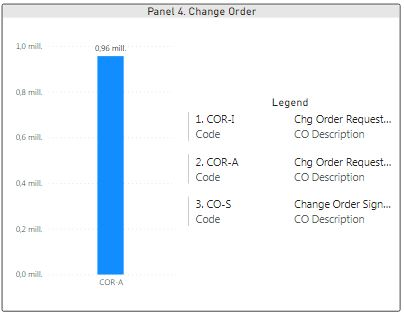 Panel 4. Change Order
1,0 mill.
0,96 mill.
0,8 mill.
0,6 mill.
0,4 mill.
0,2 mill.
0,0 mill.
COR-A
Legend
1. COR-I Chg Order Request...
Code CO Description
2. COR-A Chg Order Request...
Code CO Description
3. CO-S Change Order Sign...
Code CO Description